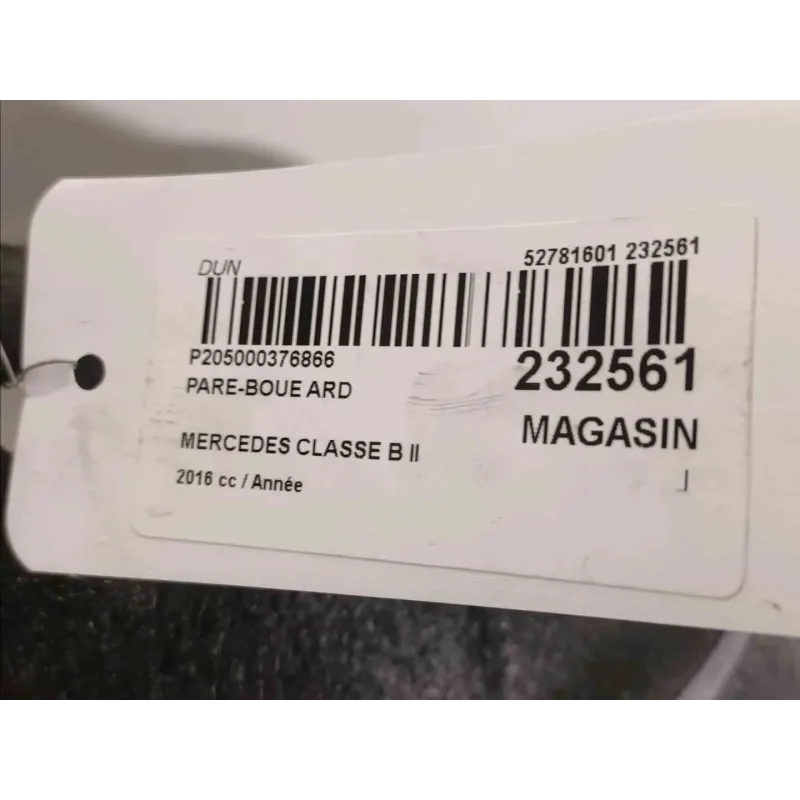 DUN
52781601 232561
P205000376866
232561
PARE-BOUE ARD
MAGASIN
MERCEDES CLASSE B II
2016 cc / Année
J